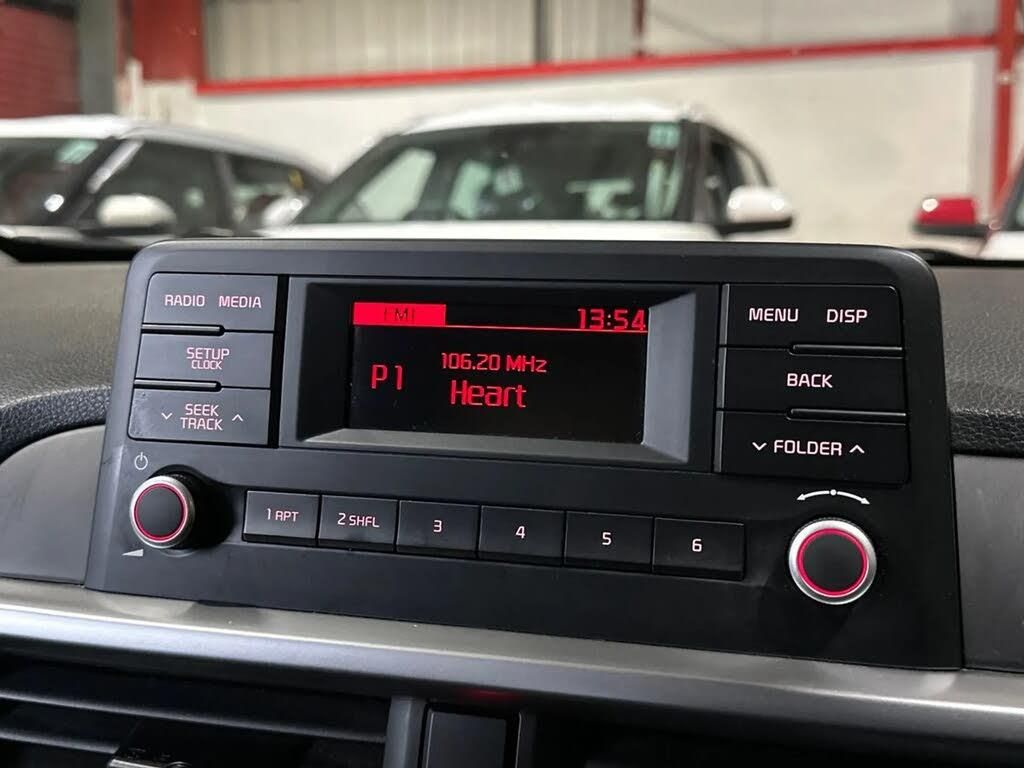 RADIO MEDIA
SETUP
CLOCK
SEEK
TRACK
FM1
13:54
106.20 MHz
P1
Heart
MENU DISP
BACK
FOLDER
1 RPT
2 SHFL
3
4
5
6